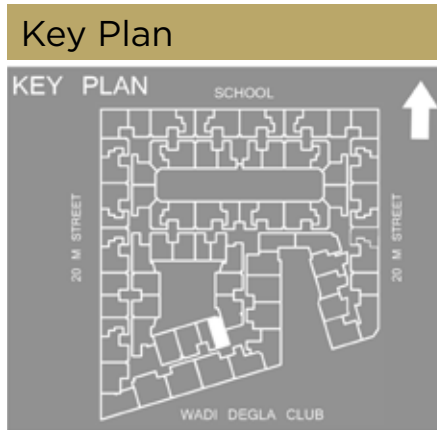 Key Plan
KEY PLAN
SCHOOL
20 M STREET
20 M STREET
WADI DEGLA CLUB